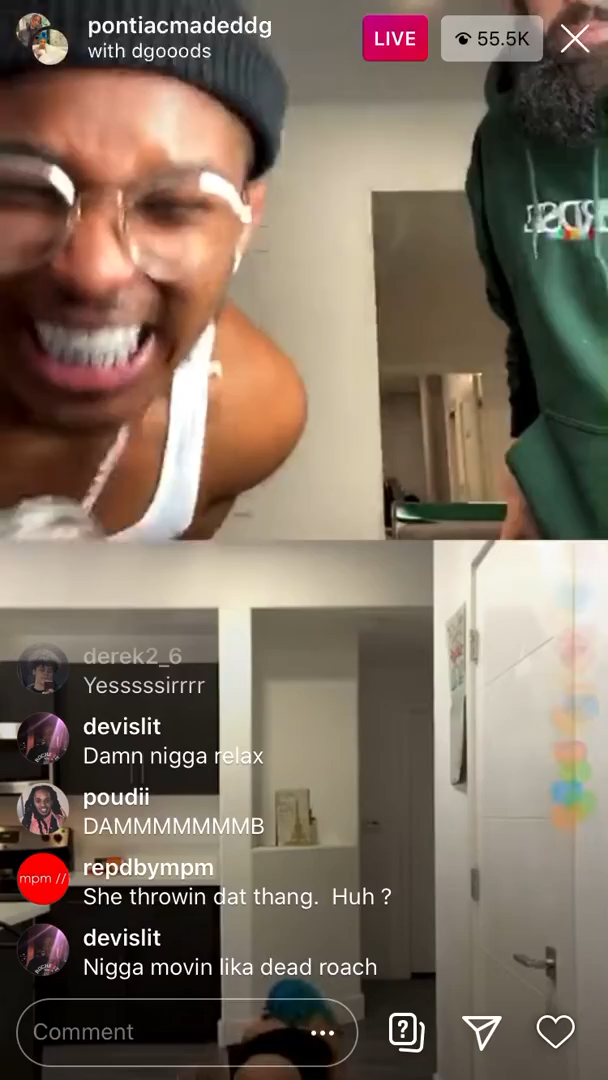 pontiacmadeddg
with dgooods
LIVE
55.5K
derek2_6
Yesssssirrrr
devislit
Damn nigga relax
poudii
DAMMMMMMMB
repdbympm
mpm //
She throwin dat thang.  Huh ?
devislit
Nigga movin lika dead roach
Comment